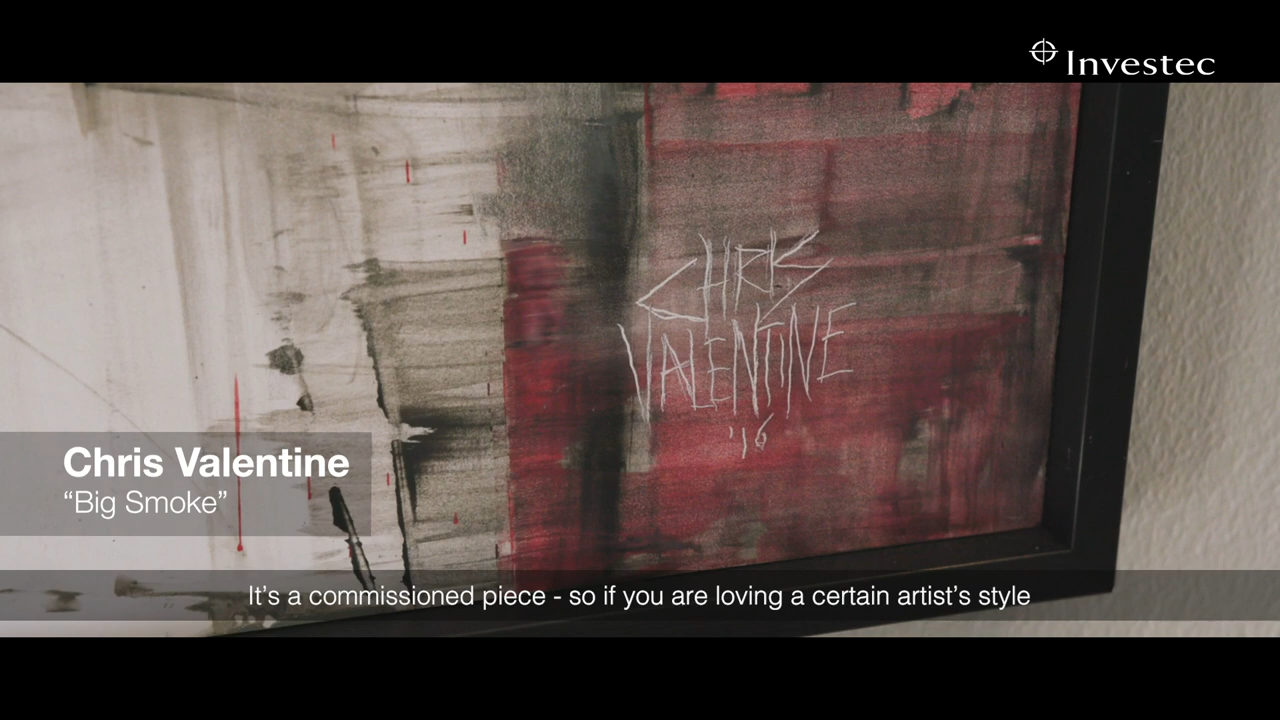 Investec
CHRIS
VALENTINE
'16
Chris Valentine
“Big Smoke”
It’s a commissioned piece - so if you are loving a certain artist’s style